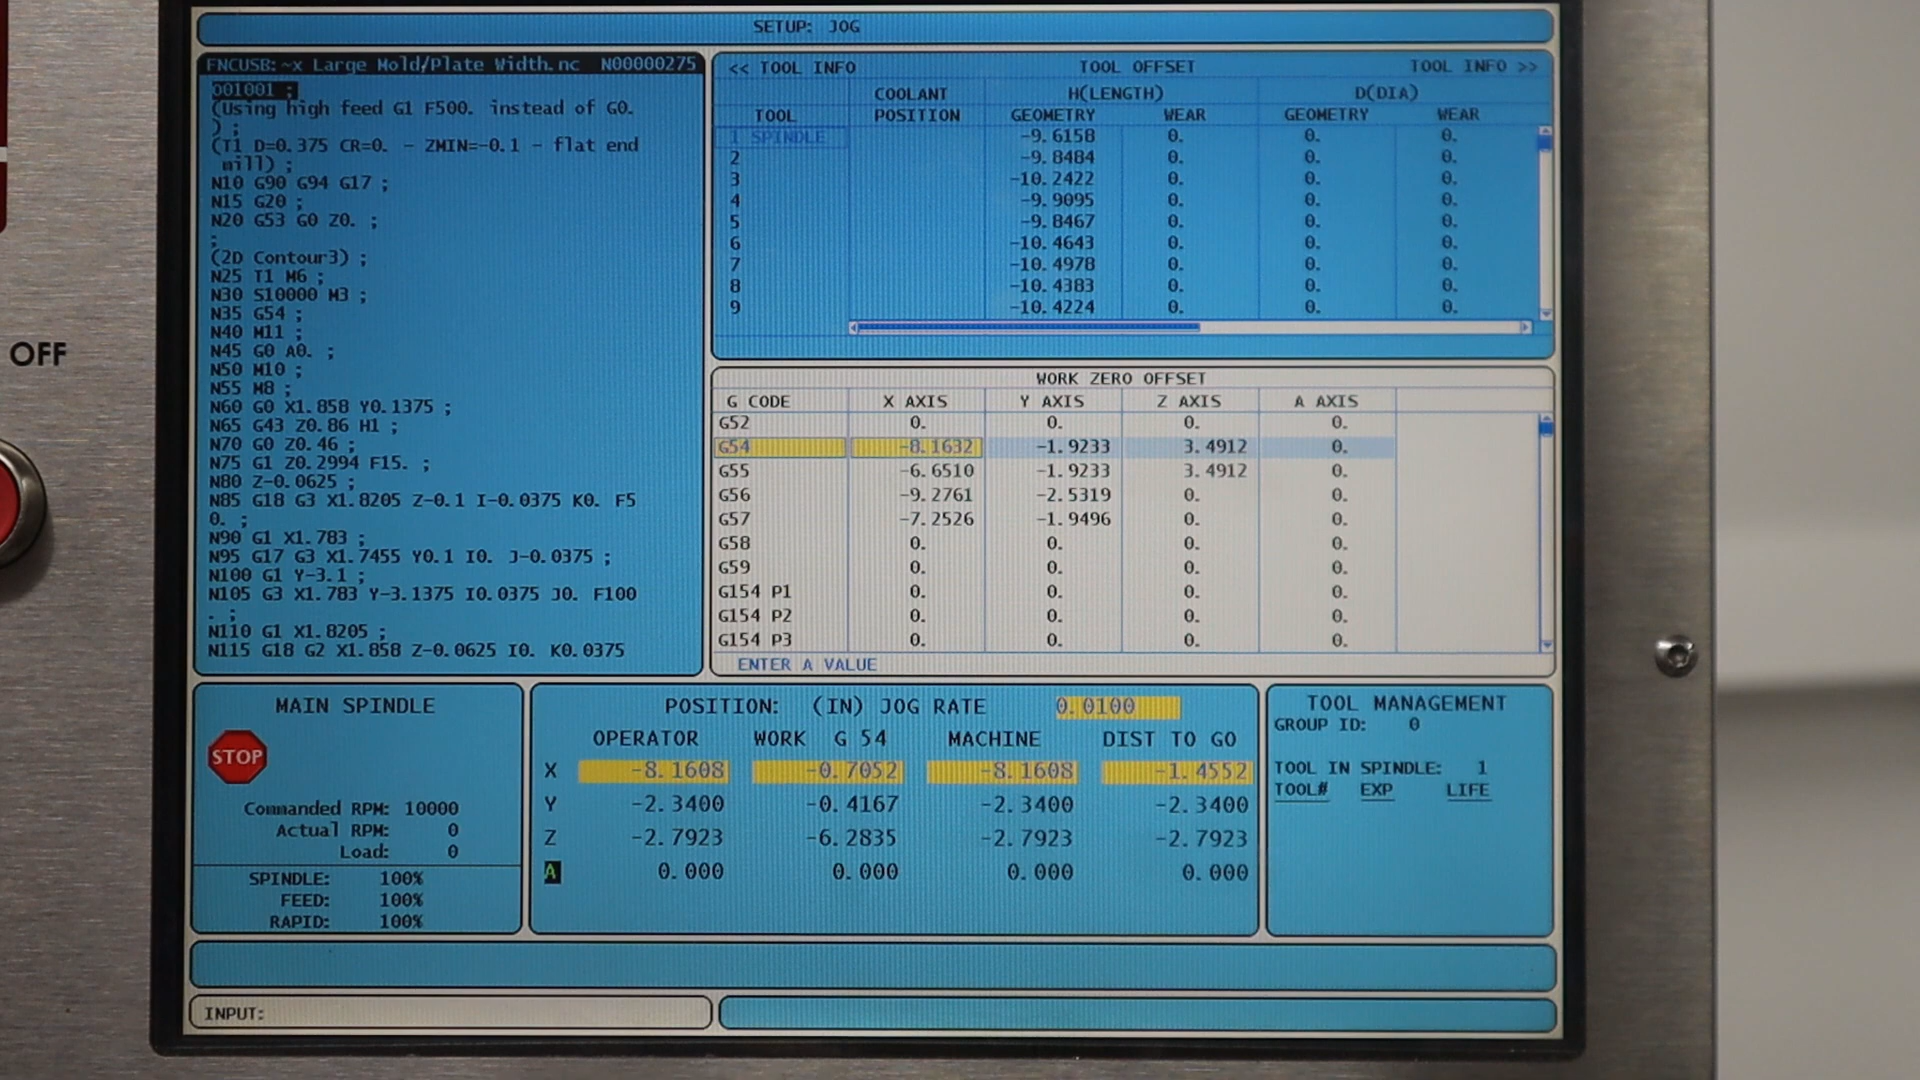 SETUP: JOG
FNCUSB: ~x Large Mold/Plate Width.nc N00000275
O01001 ;
(Using high feed G1 F500. instead of G0.
) ;
(T1 D=0.375 CR=0. - ZMIN=-0.1 - flat end
mill) ;
N10 G90 G94 G17 ;
N15 G20 ;
N20 G53 G0 Z0. ;
;
(2D Contour3) ;
N25 T1 M6 ;
N30 S10000 M3 ;
N35 G54 ;
N40 M11 ;
N45 G0 A0. ;
N50 M10 ;
N55 M8 ;
N60 G0 X1.858 Y0.1375 ;
N65 G43 Z0.86 H1 ;
N70 G0 Z0.46 ;
N75 G1 Z0.2994 F15. ;
N80 Z-0.0625 ;
N85 G18 G3 X1.8205 Z-0.1 I-0.0375 K0. F5
0. ;
N90 G1 X1.783 ;
N95 G17 G3 X1.7455 Y0.1 I0. J-0.0375 ;
N100 G1 Y-3.1 ;
N105 G3 X1.783 Y-3.1375 I0.0375 J0. F100
. ;
N110 G1 X1.8205 ;
N115 G18 G2 X1.858 Z-0.0625 I0. K0.0375
<< TOOL INFO TOOL OFFSET TOOL INFO >>
COOLANT H(LENGTH) D(DIA)
TOOL POSITION GEOMETRY WEAR GEOMETRY WEAR
1 SPINDLE -9.6158 0. 0. 0.
2 -9.8484 0. 0. 0.
3 -10.2422 0. 0. 0.
4 -9.9095 0. 0. 0.
5 -9.8467 0. 0. 0.
6 -10.4643 0. 0. 0.
7 -10.4978 0. 0. 0.
8 -10.4383 0. 0. 0.
9 -10.4224 0. 0. 0.
WORK ZERO OFFSET
G CODE X AXIS Y AXIS Z AXIS A AXIS
G52 0. 0. 0. 0.
G54 -8.1632 -1.9233 3.4912 0.
G55 -6.6510 -1.9233 3.4912 0.
G56 -9.2761 -2.5319 0. 0.
G57 -7.2526 -1.9496 0. 0.
G58 0. 0. 0. 0.
G59 0. 0. 0. 0.
G154 P1 0. 0. 0. 0.
G154 P2 0. 0. 0. 0.
G154 P3 0. 0. 0. 0.
ENTER A VALUE
OFF
MAIN SPINDLE
STOP
Commanded RPM: 10000
Actual RPM: 0
Load: 0
SPINDLE: 100%
FEED: 100%
RAPID: 100%
POSITION: (IN) JOG RATE 0.0100
OPERATOR WORK G 54 MACHINE DIST TO GO
X -8.1608 -0.7052 -8.1608 -1.4552
Y -2.3400 -0.4167 -2.3400 -2.3400
Z -2.7923 -6.2835 -2.7923 -2.7923
A 0.000 0.000 0.000 0.000
TOOL MANAGEMENT
GROUP ID: 0
TOOL IN SPINDLE: 1
TOOL# EXP LIFE
INPUT: